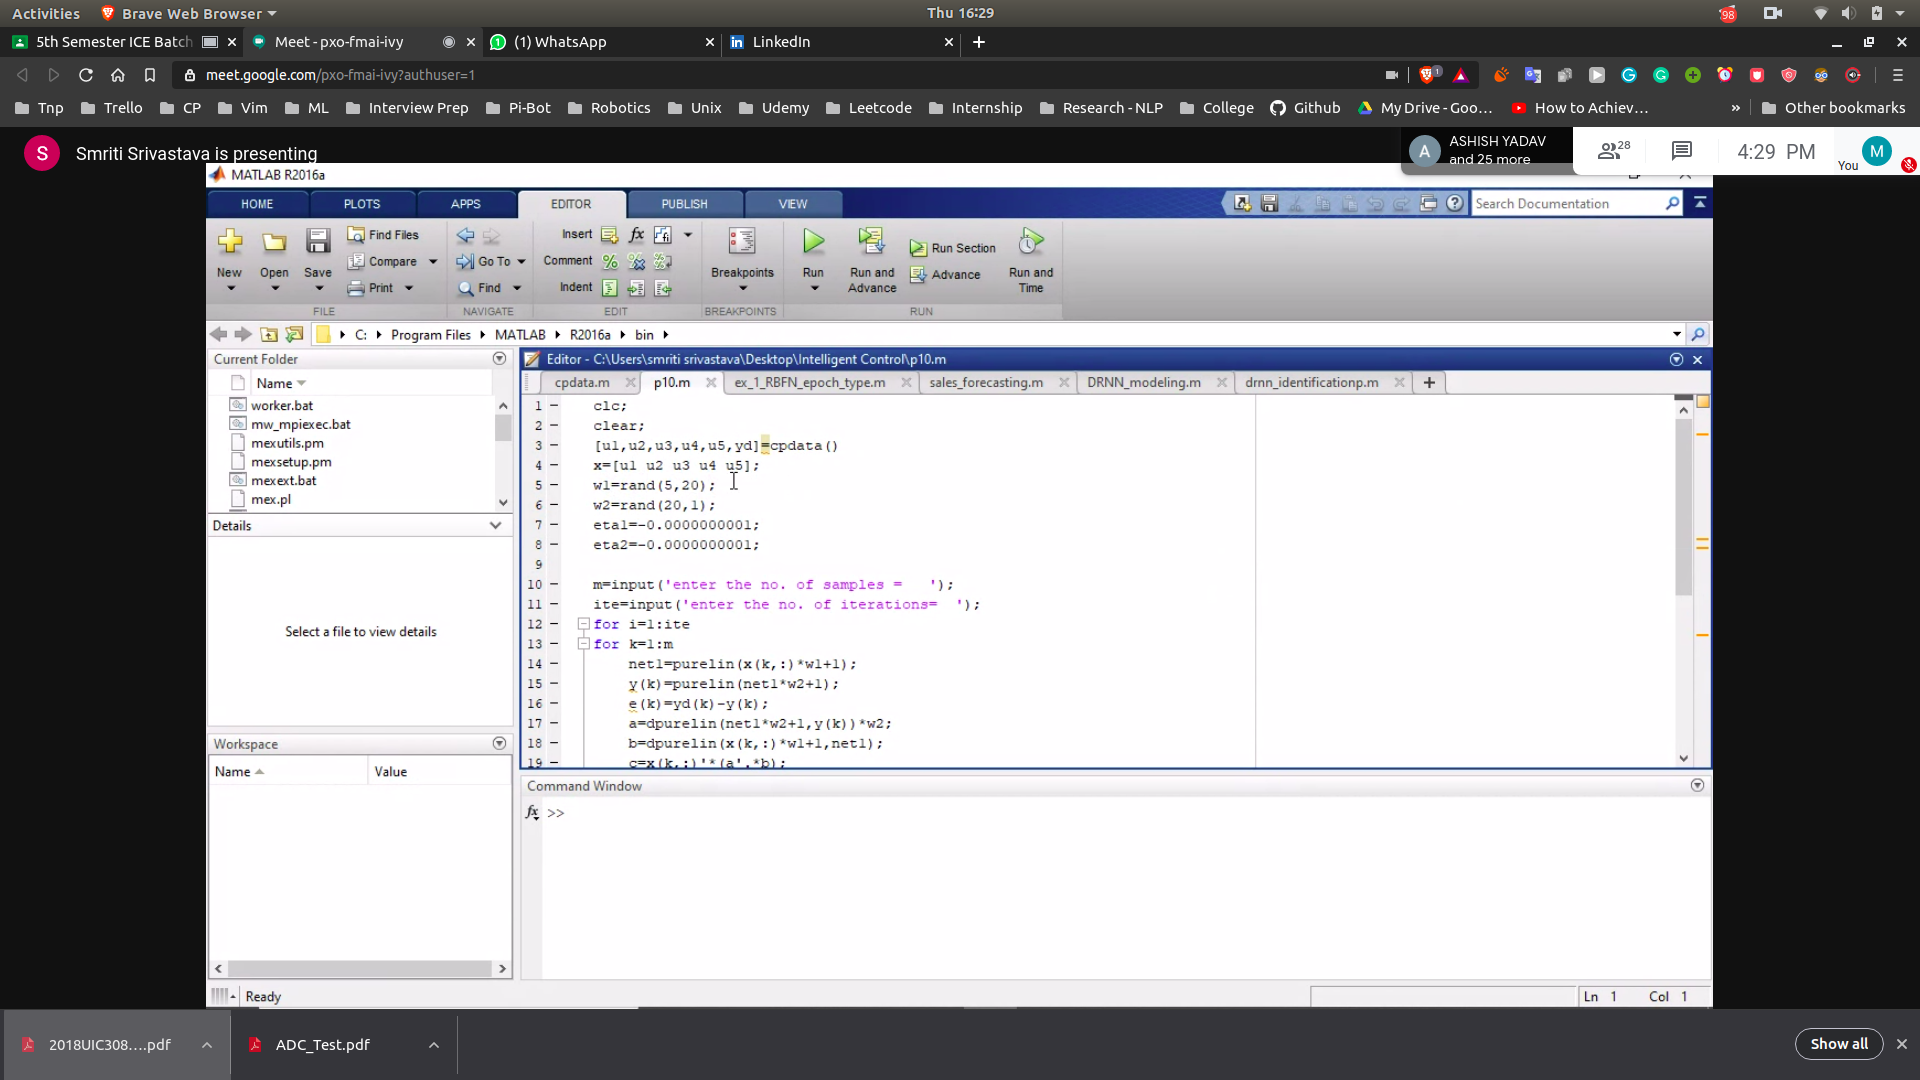 Activities Brave Web Browser Thu 16:29 98
5th Semester ICE Batch Meet - pxo-fmai-ivy (1) WhatsApp LinkedIn
meet.google.com/pxo-fmai-ivy?authuser=1 1
Tnp Trello CP Vim ML Interview Prep Pi-Bot Robotics Unix Udemy Leetcode Internship Research - NLP College Github My Drive - Goo... How to Achiev... » Other bookmarks
S Smriti Srivastava is presenting
A ASHISH YADAV
and 25 more
28 4:29 PM You M
MATLAB R2016a
HOME PLOTS APPS EDITOR PUBLISH VIEW Search Documentation
New Open Save Find Files Compare Print
Go To Find
Insert fx Comment Indent
Breakpoints Run Run and Advance Run Section Advance Run and Time
FILE NAVIGATE EDIT BREAKPOINTS RUN
C: Program Files MATLAB R2016a bin
Current Folder
Name
worker.bat
mw_mpiexec.bat
mexutils.pm
mexsetup.pm
mexext.bat
mex.pl
Details
Select a file to view details
Workspace
Name Value
Editor - C:\Users\smriti srivastava\Desktop\Intelligent Control\p10.m
cpdata.m p10.m ex_1_RBFN_epoch_type.m sales_forecasting.m DRNN_modeling.m drnn_identificationp.m
1 clc;
2 clear;
3 [u1,u2,u3,u4,u5,yd]=cpdata()
4 x=[u1 u2 u3 u4 u5];
5 w1=rand(5,20);
6 w2=rand(20,1);
7 eta1=-0.0000000001;
8 eta2=-0.0000000001;
9
10 m=input('enter the no. of samples =   ');
11 ite=input('enter the no. of iterations=  ');
12 for i=1:ite
13 for k=1:m
14 net1=purelin(x(k,:)*w1+1);
15 y(k)=purelin(net1*w2+1);
16 e(k)=yd(k)-y(k);
17 a=dpurelin(net1*w2+1,y(k))*w2;
18 b=dpurelin(x(k,:)*w1+1,net1);
19 c=x(k,:)'*(a'.*b);
Command Window
fx >>
Ready Ln 1 Col 1
2018UIC308....pdf ADC_Test.pdf Show all